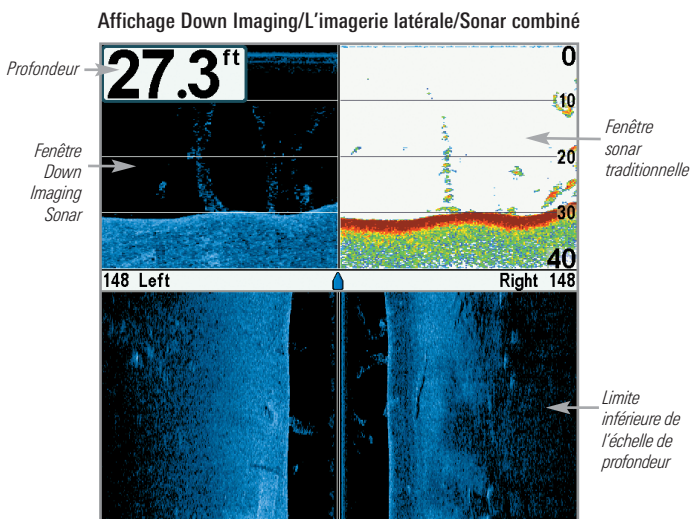 Affichage Down Imaging/L'imagerie latérale/Sonar combiné
Profondeur
27.3 ft
0
10
20
30
40
Fenêtre
Down
Imaging
Sonar
Fenêtre
sonar
traditionnelle
148 Left
Right 148
Limite
inférieure de
l'échelle de
profondeur